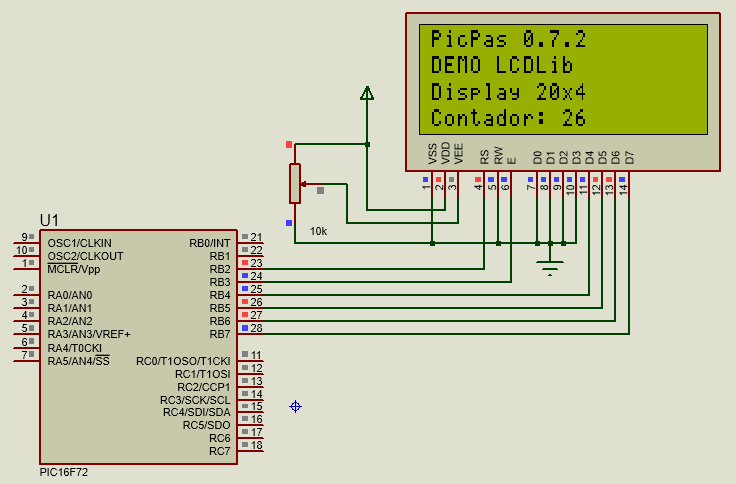 PicPas 0.7.2
DEMO LCDLib
Display 20x4
Contador: 26
VSS
VDD
VEE
RS
RW
E
D0
D1
D2
D3
D4
D5
D6
D7
1
2
3
4
5
6
7
8
9
10
11
12
13
14
10k
U1
9 OSC1/CLKIN
10 OSC2/CLKOUT
1 MCLR/Vpp
2 RA0/AN0
3 RA1/AN1
4 RA2/AN2
5 RA3/AN3/VREF+
6 RA4/T0CKI
7 RA5/AN4/SS
RB0/INT 21
RB1 22
RB2 23
RB3 24
RB4 25
RB5 26
RB6 27
RB7 28
RC0/T1OSO/T1CKI 11
RC1/T1OSI 12
RC2/CCP1 13
RC3/SCK/SCL 14
RC4/SDI/SDA 15
RC5/SDO 16
RC6 17
RC7 18
PIC16F72